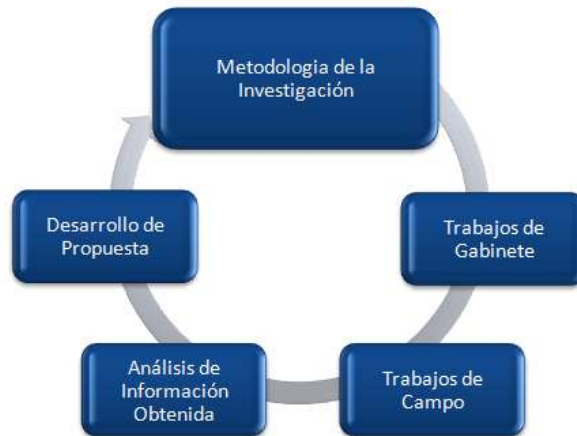 Metodologia de la
Investigación
Trabajos de
Gabinete
Trabajos de
Campo
Análisis de
Información
Obtenida
Desarrollo de
Propuesta